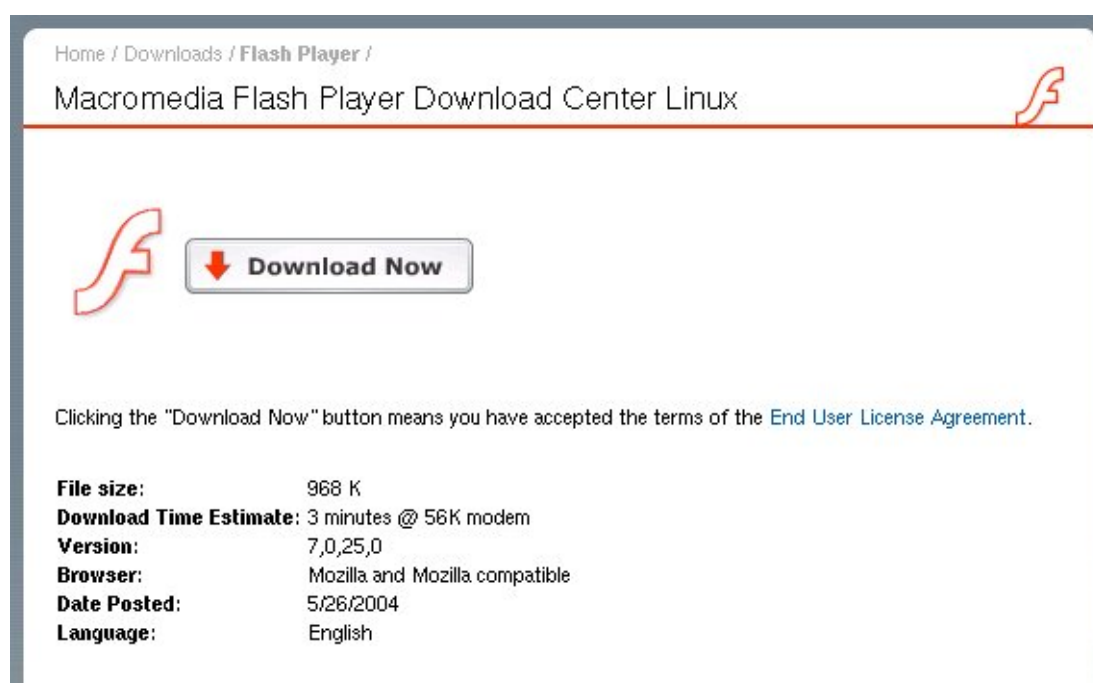 Home / Downloads / Flash Player /
Macromedia Flash Player Download Center Linux
Download Now
Clicking the "Download Now" button means you have accepted the terms of the End User License Agreement.
File size: 968 K
Download Time Estimate: 3 minutes @ 56K modem
Version: 7,0,25,0
Browser: Mozilla and Mozilla compatible
Date Posted: 5/26/2004
Language: English